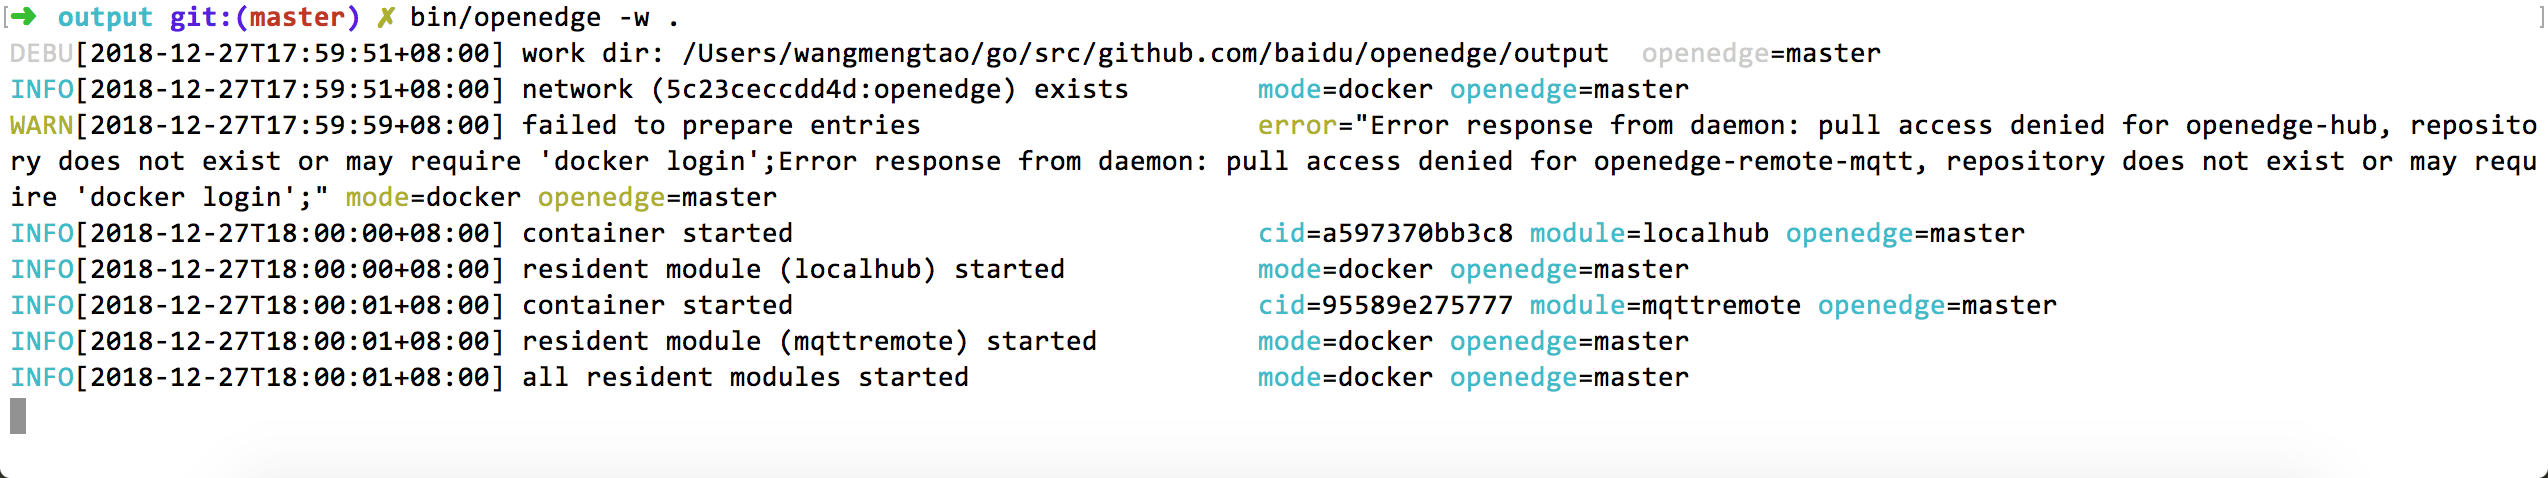 [➜  output git:(master) ✗ bin/openedge -w .                    ]
DEBU[2018-12-27T17:59:51+08:00] work dir: /Users/wangmengtao/go/src/github.com/baidu/openedge/output  openedge=master
INFO[2018-12-27T17:59:51+08:00] network (5c23ceccdd4d:openedge) exists        mode=docker openedge=master
WARN[2018-12-27T17:59:59+08:00] failed to prepare entries                     error="Error response from daemon: pull access denied for openedge-hub, reposito
ry does not exist or may require 'docker login';Error response from daemon: pull access denied for openedge-remote-mqtt, repository does not exist or may requ
ire 'docker login';" mode=docker openedge=master
INFO[2018-12-27T18:00:00+08:00] container started                             cid=a597370bb3c8 module=localhub openedge=master
INFO[2018-12-27T18:00:00+08:00] resident module (localhub) started            mode=docker openedge=master
INFO[2018-12-27T18:00:01+08:00] container started                             cid=95589e275777 module=mqttremote openedge=master
INFO[2018-12-27T18:00:01+08:00] resident module (mqttremote) started          mode=docker openedge=master
INFO[2018-12-27T18:00:01+08:00] all resident modules started                  mode=docker openedge=master